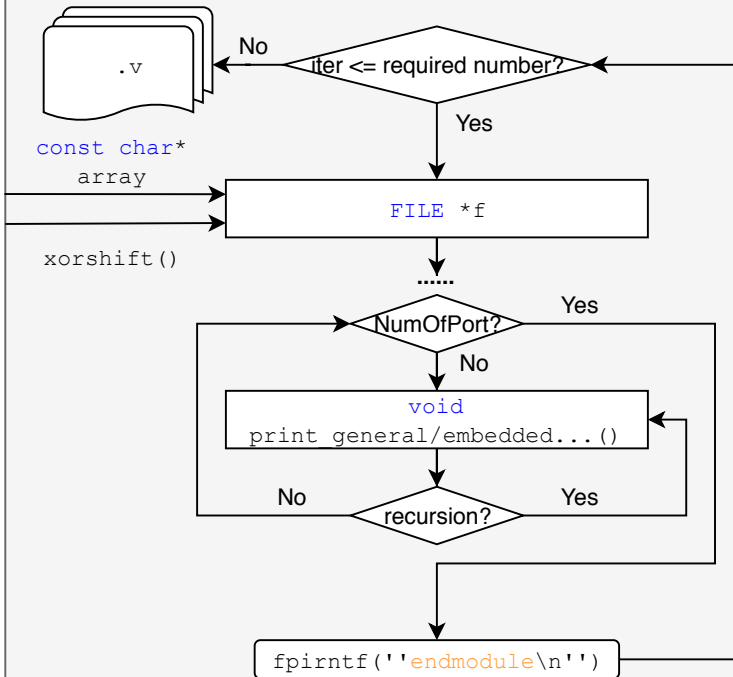 .v
No
iter <= required number?
Yes
const char*
array
FILE *f
xorshift()
......
NumOfPort?
Yes
No
void
print_general/embedded...()
No
recursion?
Yes
fpirntf(''endmodule\n'')